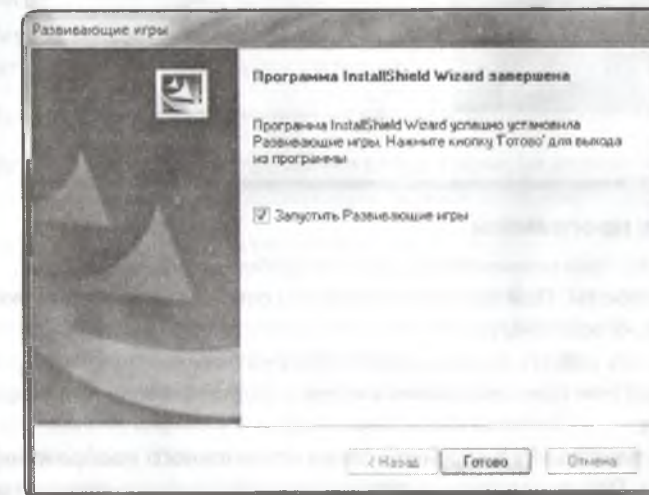 Развивающие игры
Программа InstallShield Wizard завершена
Программа InstallShield Wizard успешно установила
Развивающие игры. Нажмите кнопку 'Готово' для выхода
из программы
Запустить Развивающие игры
< Назад
Готово
Отмена